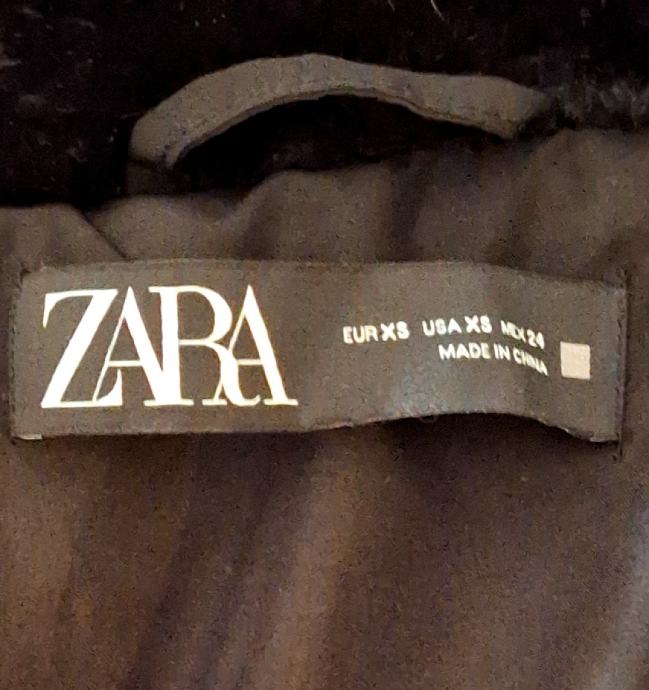 ZARA
EUR XS USA XS MEX 24
MADE IN CHINA